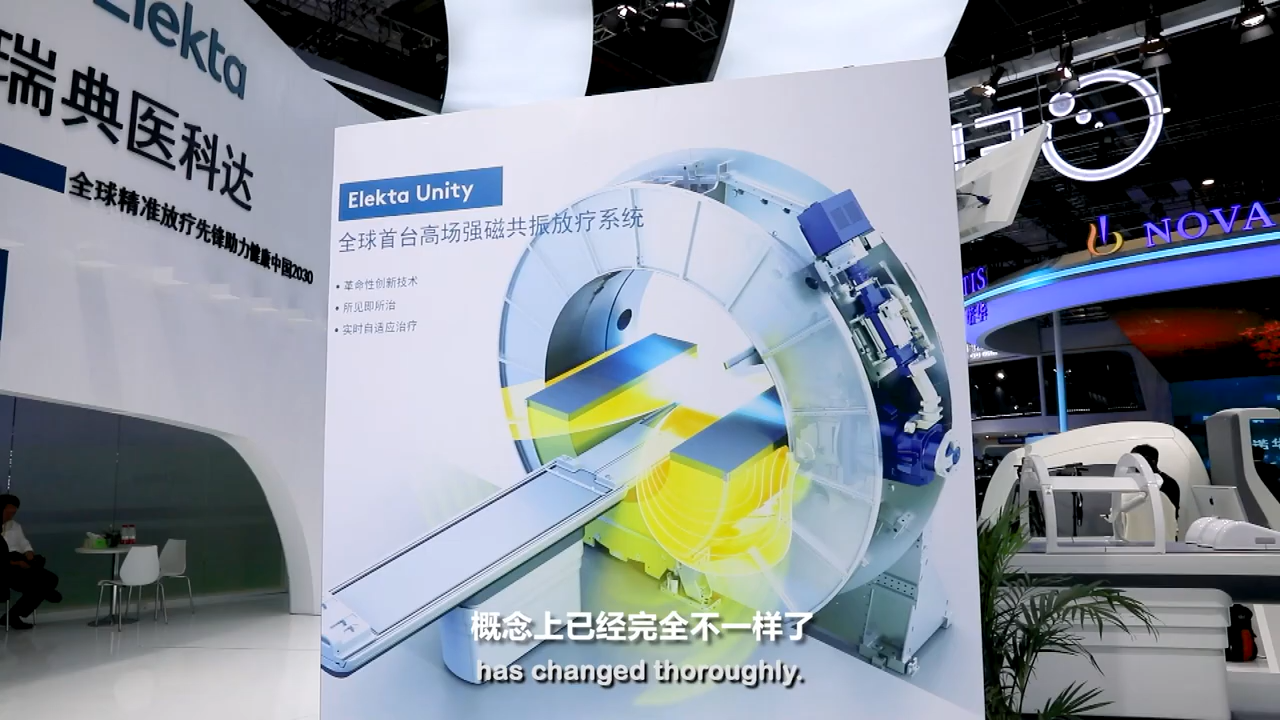 Elekta
瑞典医科达
全球精准放疗先锋助力健康中国2030
Elekta Unity
全球首台高场强磁共振放疗系统
• 革命性创新技术
• 所见即所治
• 实时自适应治疗
NOVA
TIS
概念上已经完全不一样了
has changed thoroughly.